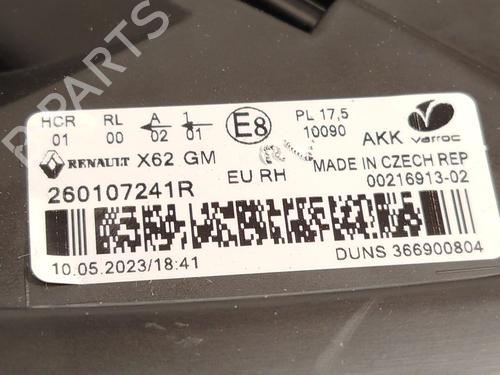 B-PARTS
HCR RL A 1 E8 PL 17,5
01 00 02 01 10090 AKK varroc
RENAULT X62 GM MADE IN CZECH REP
260107241R EU RH 00216913-02
10.05.2023/18:41 DUNS 366900804